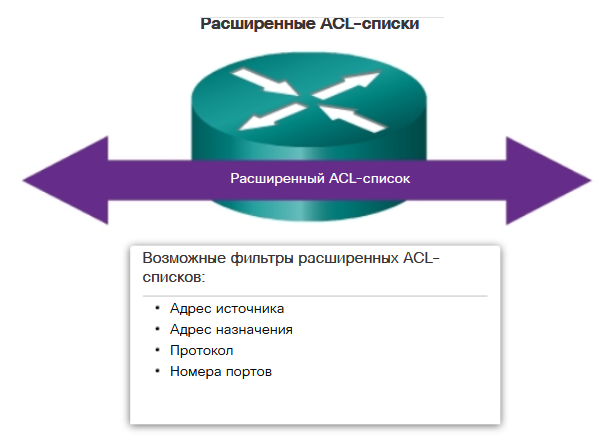 Расширенные ACL-списки
Расширенный ACL-список
Возможные фильтры расширенных ACL-
списков:
• Адрес источника
• Адрес назначения
• Протокол
• Номера портов